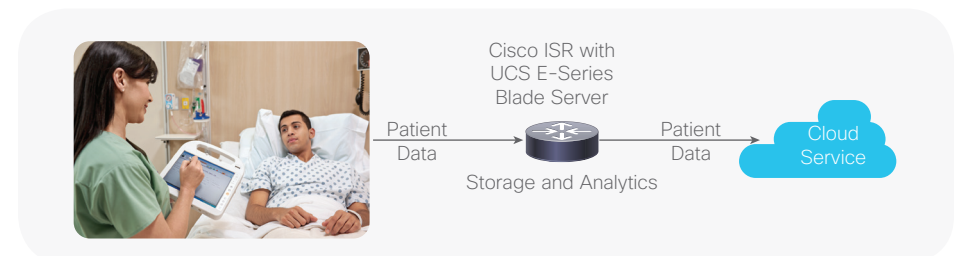 Cisco ISR with
UCS E-Series
Blade Server
Patient
Data
Patient
Data
Cloud
Service
Storage and Analytics